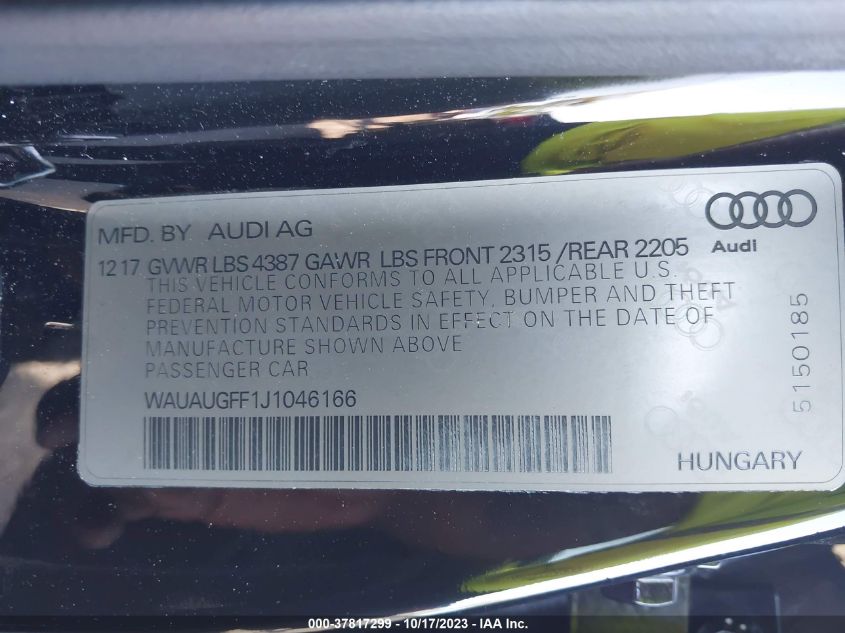 MFD. BY AUDI AG
Audi
12 17 GVWR LBS 4387 GAWR LBS FRONT 2315 /REAR 2205
THIS VEHICLE CONFORMS TO ALL APPLICABLE U.S.
FEDERAL MOTOR VEHICLE SAFETY, BUMPER AND THEFT
PREVENTION STANDARDS IN EFFECT ON THE DATE OF
MANUFACTURE SHOWN ABOVE
PASSENGER CAR
WAUAUGFF1J1046166
5150185
HUNGARY
000-37817299 - 10/17/2023 - IAA Inc.